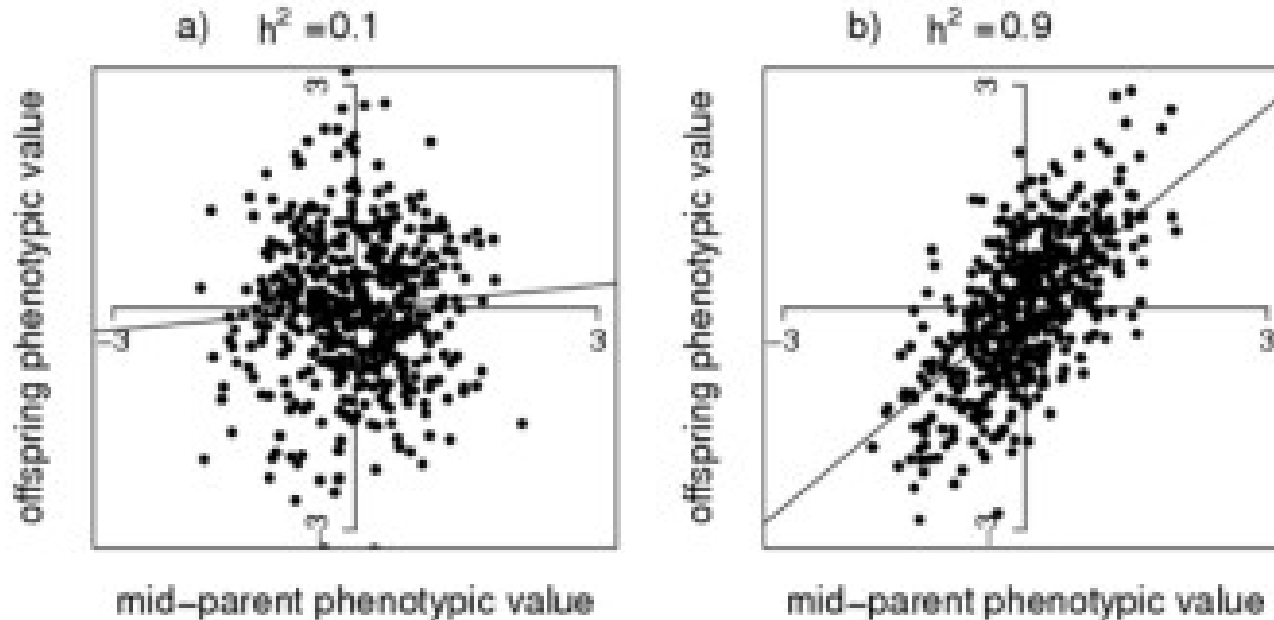 a) h² = 0.1
b) h² = 0.9
offspring phenotypic value
3
-3
3
-3
mid-parent phenotypic value
offspring phenotypic value
3
-3
3
-3
mid-parent phenotypic value